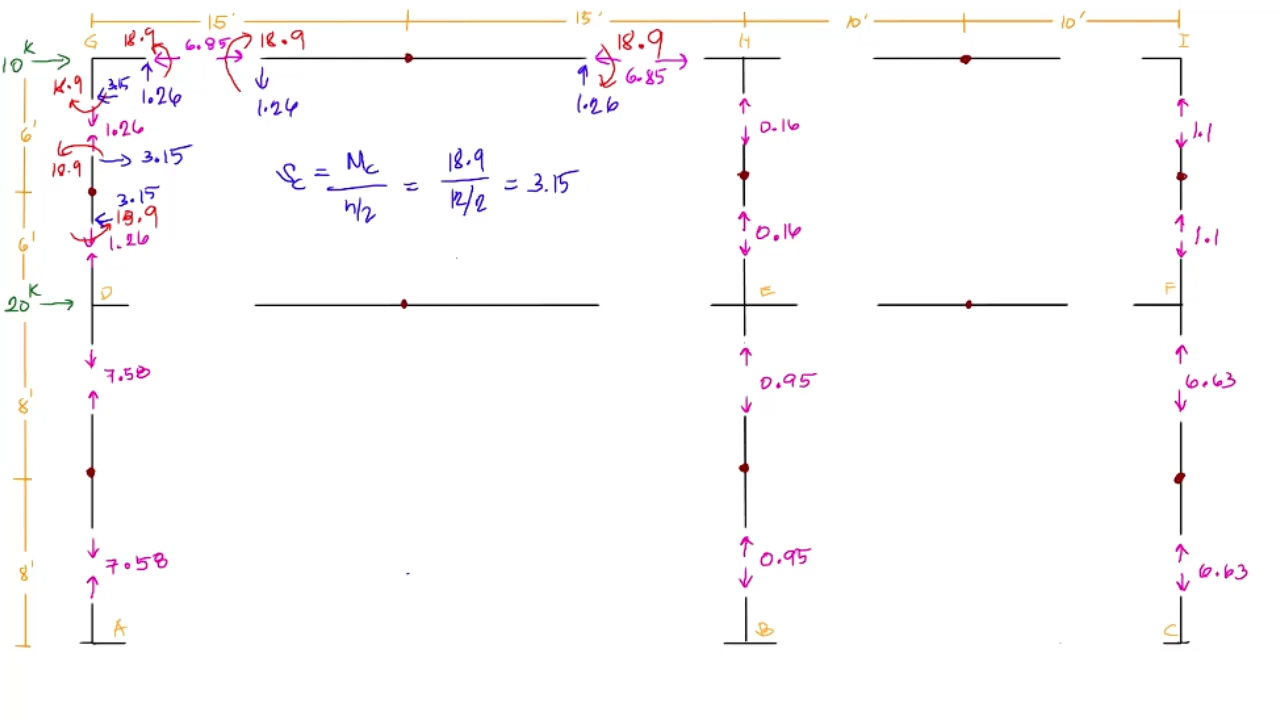 15' 15' 10' 10'
G H I
10 K
18.9 6.85 18.9 18.9
6.85
18.9 3.15 1.26 1.26 1.26
1.26
6'
0.16 1.1
3.15
18.9
S_c = M_c / h/2 = 18.9 / 12/2 = 3.15
3.15
18.9
6' 1.26 0.16 1.1
20 K
D E F
7.58 0.95 6.63
8'
7.58 0.95 6.63
8'
A B C